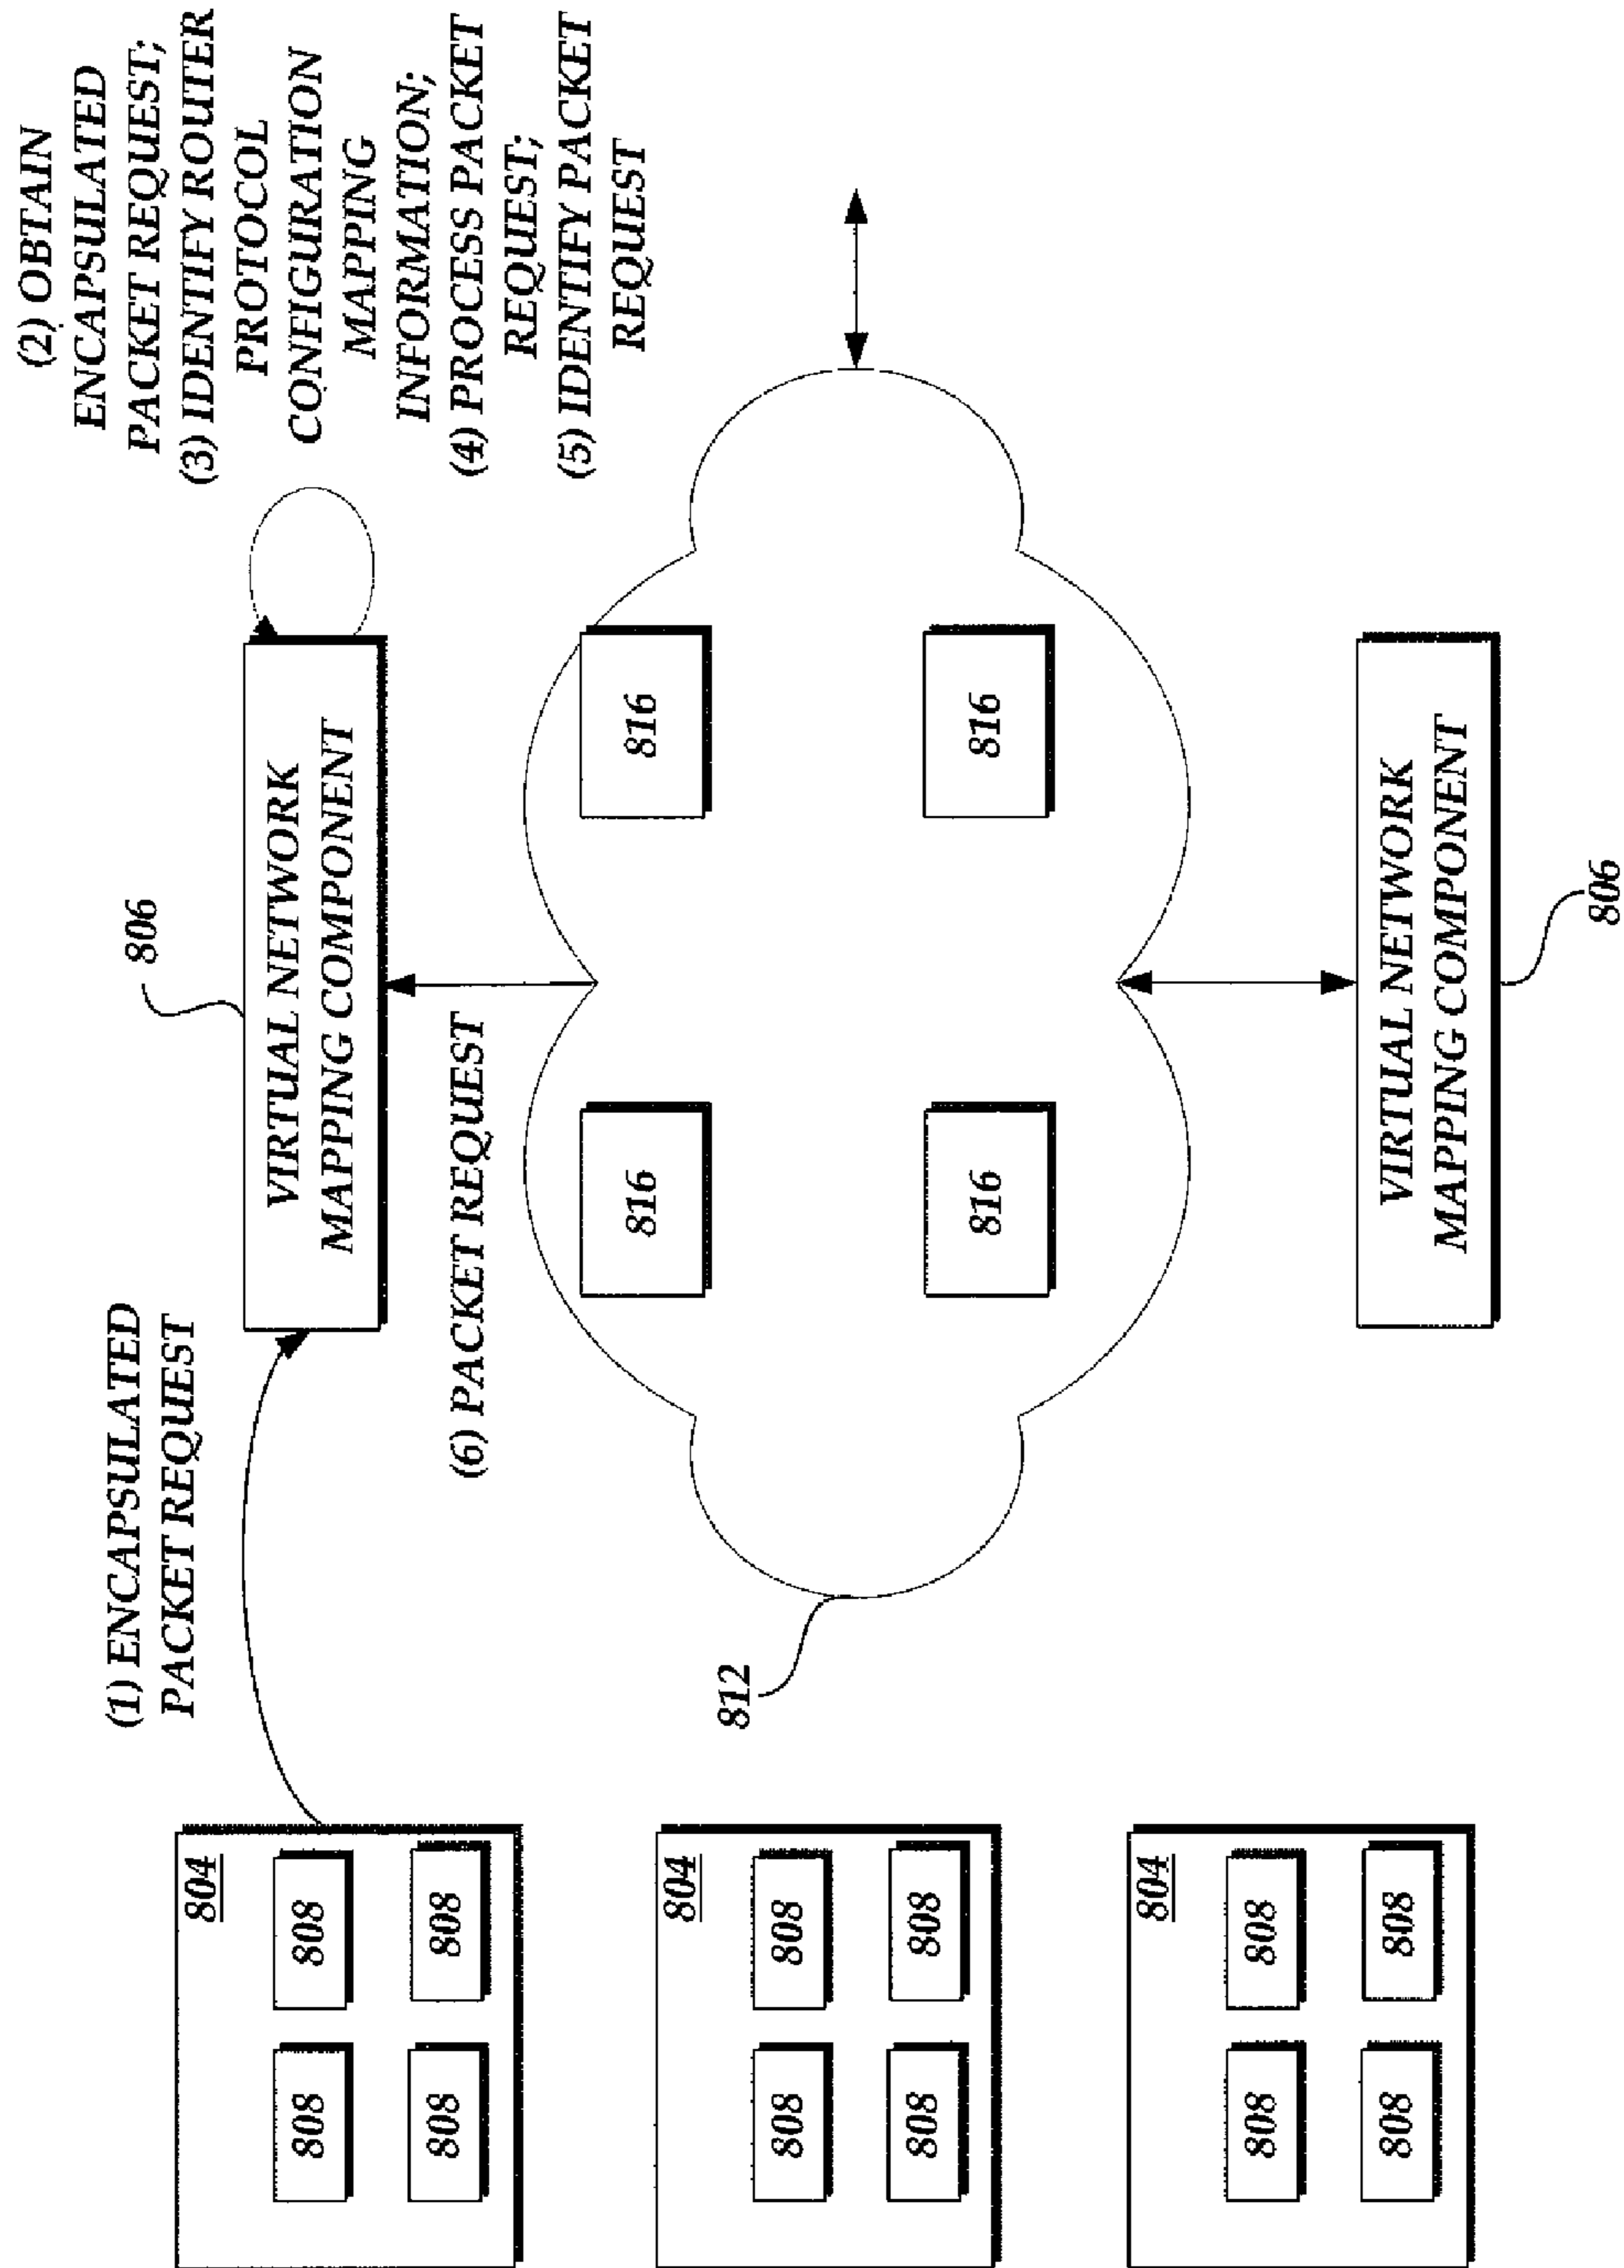 (1) ENCAPSULATED
PACKET REQUEST
806
VIRTUAL NETWORK
MAPPING COMPONENT
(2) OBTAIN
ENCAPSULATED
PACKET REQUEST;
(3) IDENTIFY ROUTER
PROTOCOL
CONFIGURATION
MAPPING
INFORMATION;
(4) PROCESS PACKET
REQUEST;
(5) IDENTIFY PACKET
REQUEST
(6) PACKET REQUEST
804
808
808
808
808
804
808
808
808
808
804
808
808
808
808
812
816
816
816
816
VIRTUAL NETWORK
MAPPING COMPONENT
806